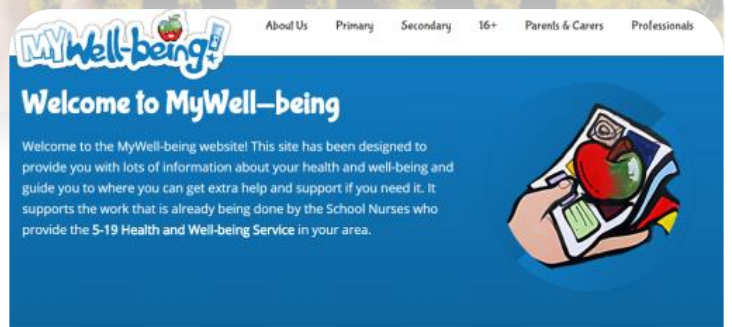 MyWell-being!
About Us Primary Secondary 16+ Parents & Carers Professionals
Welcome to MyWell-being
Welcome to the MyWell-being website! This site has been designed to
provide you with lots of information about your health and well-being and
guide you to where you can get extra help and support if you need it. It
supports the work that is already being done by the School Nurses who
provide the 5-19 Health and Well-being Service in your area.